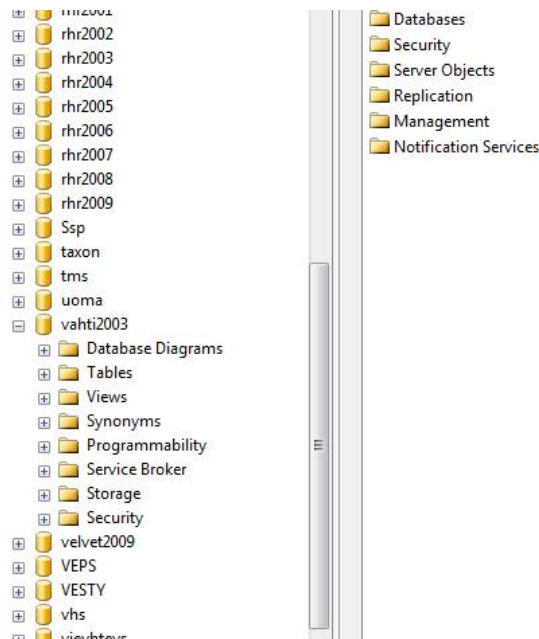 rhr2002
rhr2003
rhr2004
rhr2005
rhr2006
rhr2007
rhr2008
rhr2009
Ssp
taxon
tms
uoma
vahti2003
Database Diagrams
Tables
Views
Synonyms
Programmability
Service Broker
Storage
Security
velvet2009
VEPS
VESTY
vhs
Databases
Security
Server Objects
Replication
Management
Notification Services